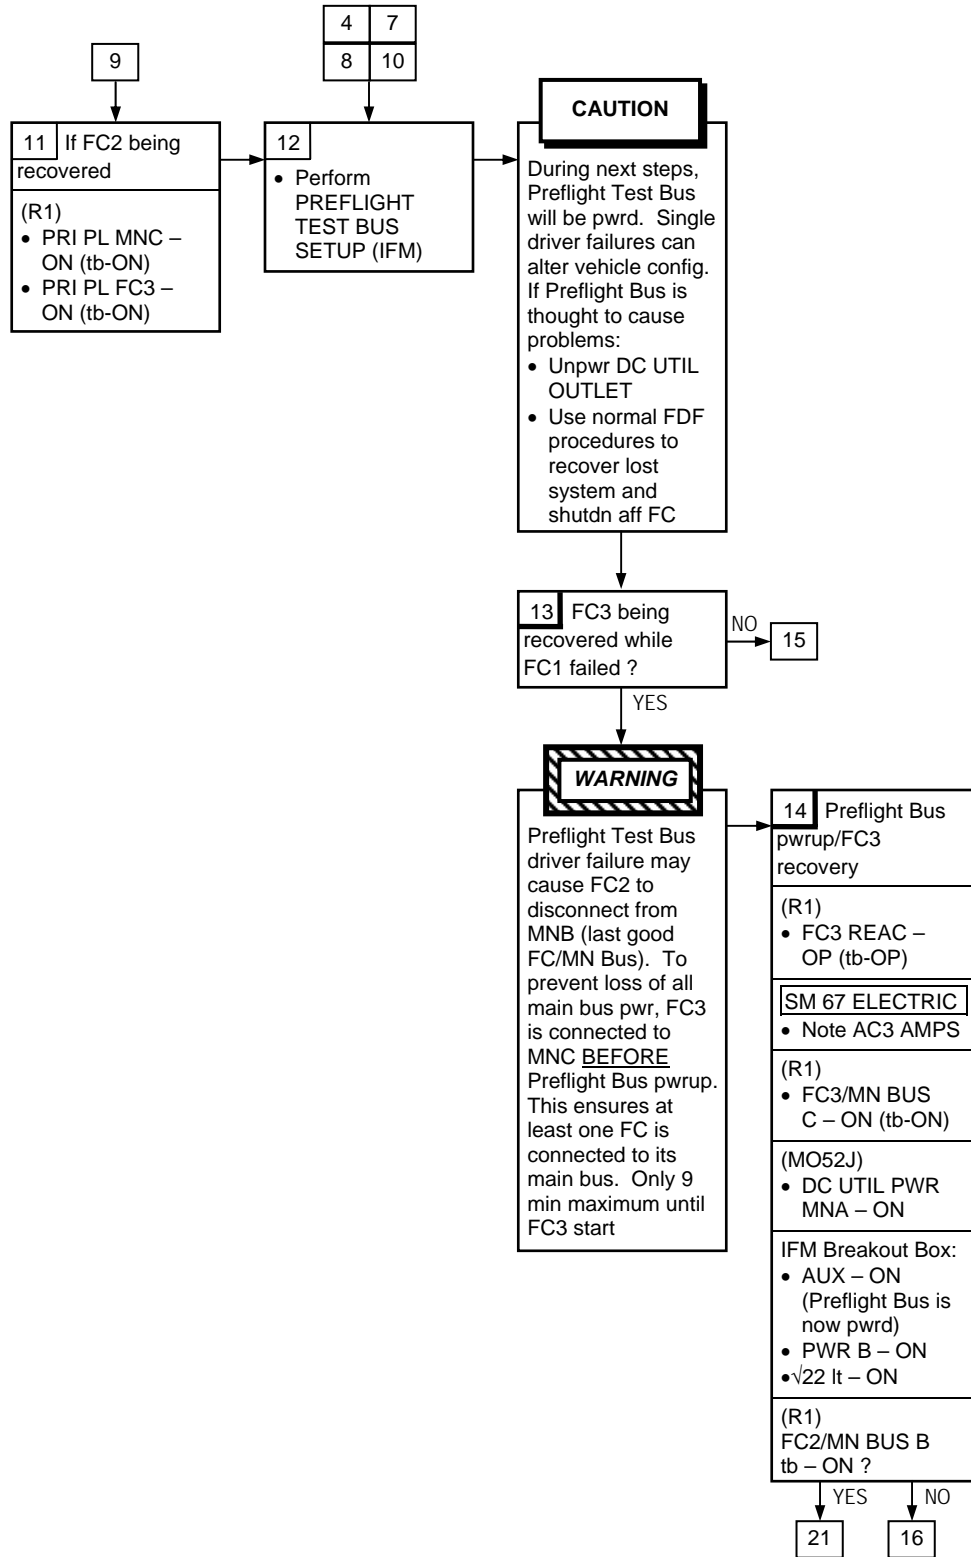 4 7
8 10
9
11 If FC2 being
recovered
(R1)
• PRI PL MNC –
ON (tb-ON)
• PRI PL FC3 –
ON (tb-ON)
12
• Perform
PREFLIGHT
TEST BUS
SETUP (IFM)
CAUTION
During next steps,
Preflight Test Bus
will be pwrd. Single
driver failures can
alter vehicle config.
If Preflight Bus is
thought to cause
problems:
• Unpwr DC UTIL
OUTLET
• Use normal FDF
procedures to
recover lost
system and
shutdn aff FC
13 FC3 being
recovered while
FC1 failed ?
NO
15
YES
WARNING
Preflight Test Bus
driver failure may
cause FC2 to
disconnect from
MNB (last good
FC/MN Bus). To
prevent loss of all
main bus pwr, FC3
is connected to
MNC BEFORE
Preflight Bus pwrup.
This ensures at
least one FC is
connected to its
main bus. Only 9
min maximum until
FC3 start
14 Preflight Bus
pwrup/FC3
recovery
(R1)
• FC3 REAC –
OP (tb-OP)
SM 67 ELECTRIC
• Note AC3 AMPS
(R1)
• FC3/MN BUS
C – ON (tb-ON)
(MO52J)
• DC UTIL PWR
MNA – ON
IFM Breakout Box:
• AUX – ON
(Preflight Bus is
now pwrd)
• PWR B – ON
•√22 lt – ON
(R1)
FC2/MN BUS B
tb – ON ?
YES NO
21 16